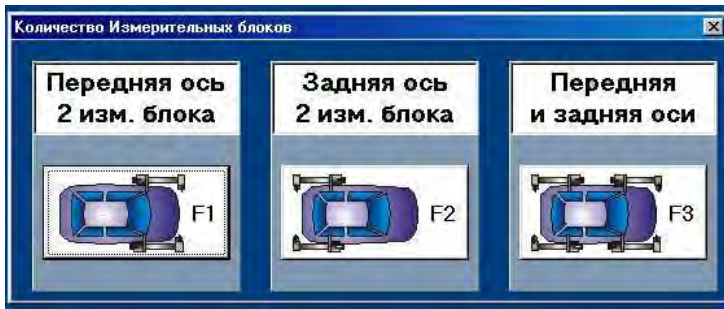 Количество Измерительных блоков
Передняя ось
2 изм. блока
Задняя ось
2 изм. блока
Передняя
и задняя оси
F1
F2
F3